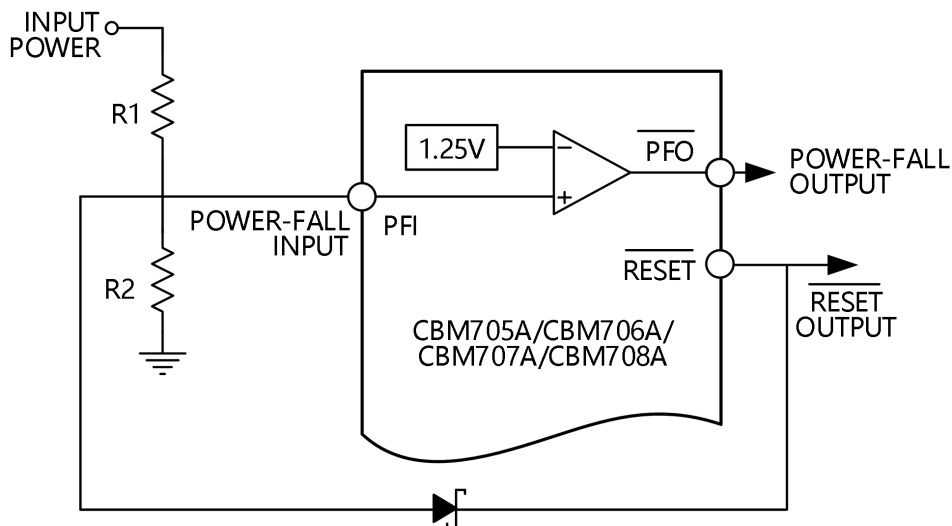 INPUT
POWER
R1
1.25V
−
+
PFO
POWER-FALL
OUTPUT
POWER-FALL
INPUT
PFI
R2
RESET
RESET
OUTPUT
CBM705A/CBM706A/
CBM707A/CBM708A